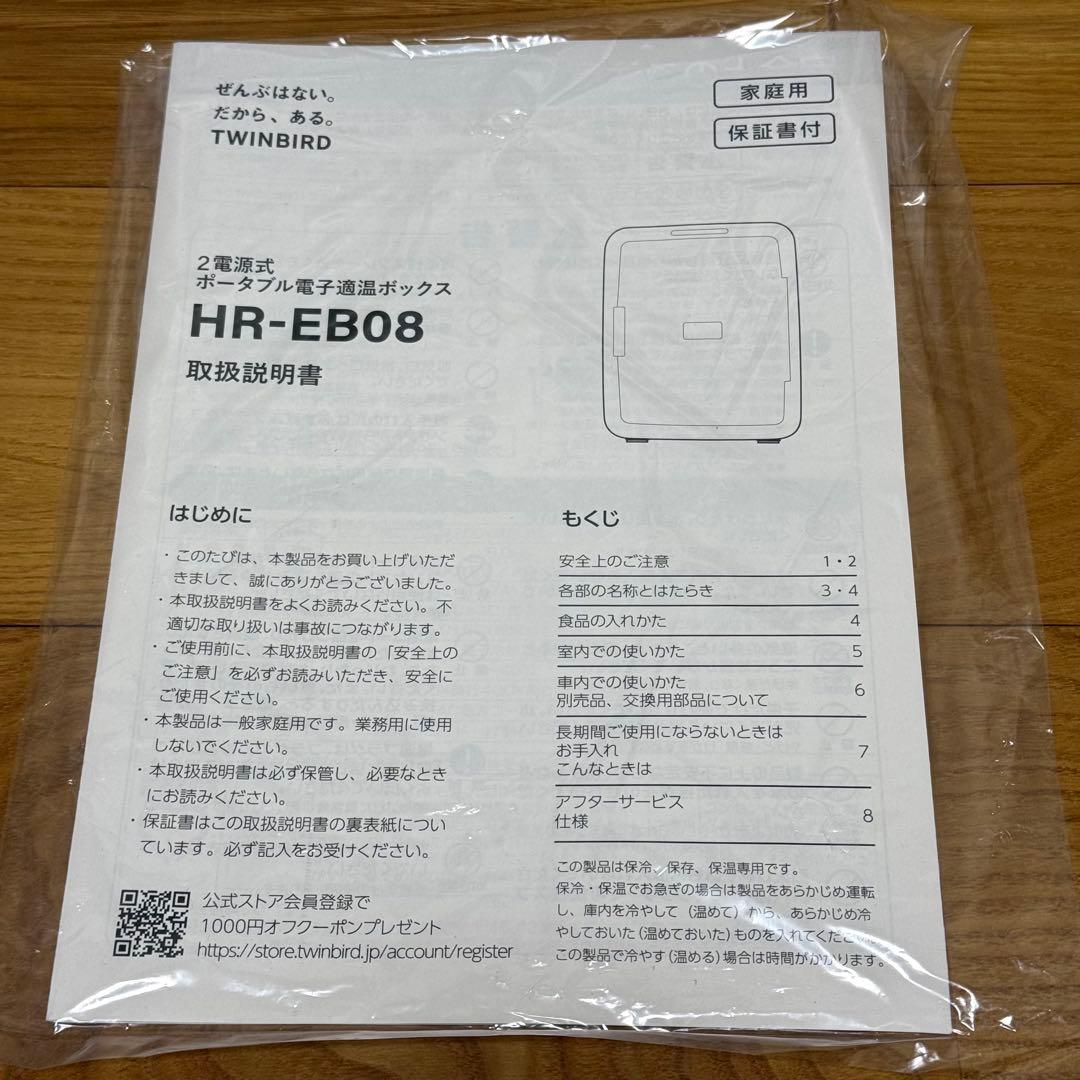 ぜんぶはない。
だから、ある。
TWINBIRD
家庭用
保証書付
2電源式
ポータブル電子適温ボックス
HR-EB08
取扱説明書
はじめに
・このたびは、本製品をお買い上げいただ
きまして、誠にありがとうございました。
・本取扱説明書をよくお読みください。不
適切な取り扱いは事故につながります。
・ご使用前に、本取扱説明書の「安全上の
ご注意」を必ずお読みいただき、安全に
ご使用ください。
・本製品は一般家庭用です。業務用に使用
しないでください。
・本取扱説明書は必ず保管し、必要なとき
にお読みください。
・保証書はこの取扱説明書の裏表紙につい
ています。必ず記入をお受けください。
公式ストア会員登録で
1000円オフクーポンプレゼント
https://store.twinbird.jp/account/register
もくじ
安全上のご注意 1・2
各部の名称とはたらき 3・4
食品の入れかた 4
室内での使いかた 5
車内での使いかた
別売品、交換用部品について 6
長期間ご使用にならないときは
お手入れ 7
こんなときは
アフターサービス
仕様 8
この製品は保冷、保存、保温専用です。
保冷・保温でお急ぎの場合は製品をあらかじめ運転
し、庫内を冷やして（温めて）から、あらかじめ冷
やしておいた（温めておいた）ものを入れてください。
この製品で冷やす（温める）場合は時間がかかります。